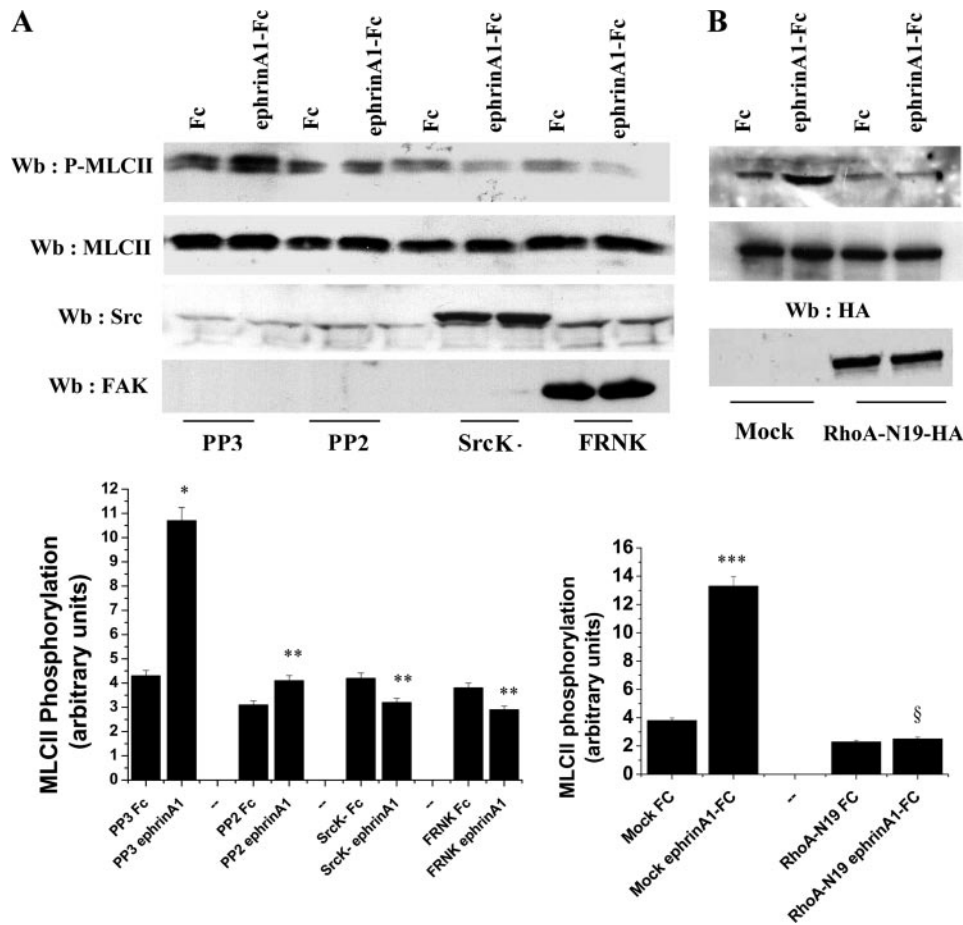 A
B
Fc
ephrinA1-Fc
Fc
ephrinA1-Fc
Fc
ephrinA1-Fc
Fc
ephrinA1-Fc
Fc
ephrinA1-Fc
Fc
ephrinA1-Fc
Wb : P-MLCII
Wb : MLCII
Wb : Src
Wb : FAK
PP3 PP2 SrcK- FRNK
Wb : HA
Mock RhoA-N19-HA
MLCII Phosphorylation
(arbitrary units)
12
11
10
9
8
7
6
5
4
3
2
1
0
*
**
**
**
PP3 Fc
PP3 ephrinA1
--
PP2 Fc
PP2 ephrinA1
--
SrcK- Fc
SrcK- ephrinA1
--
FRNK Fc
FRNK ephrinA1
MLCII phosphorylation
(arbitrary units)
16
14
12
10
8
6
4
2
0
***
§
Mock FC
Mock ephrinA1-FC
--
RhoA-N19 FC
RhoA-N19 ephrinA1-FC